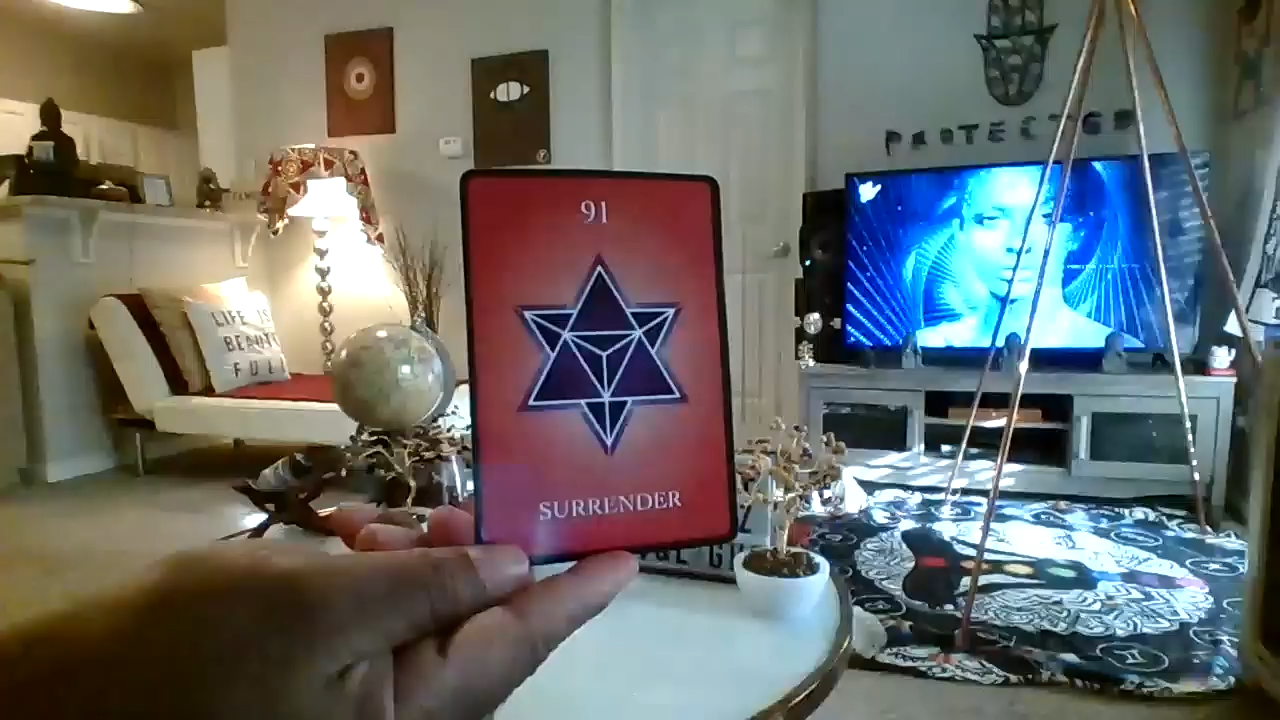 PROTECTED
91
LIFE IS
BEAUTI
FUL
SURRENDER